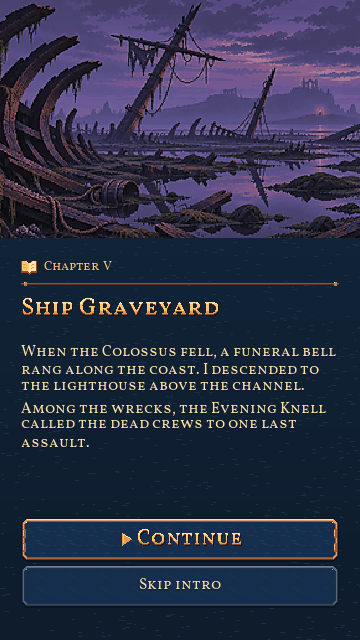 Chapter V
Ship Graveyard
When the Colossus fell, a funeral bell
rang along the coast. I descended to
the lighthouse above the channel.
Among the wrecks, the Evening Knell
called the dead crews to one last
assault.
Continue
Skip intro